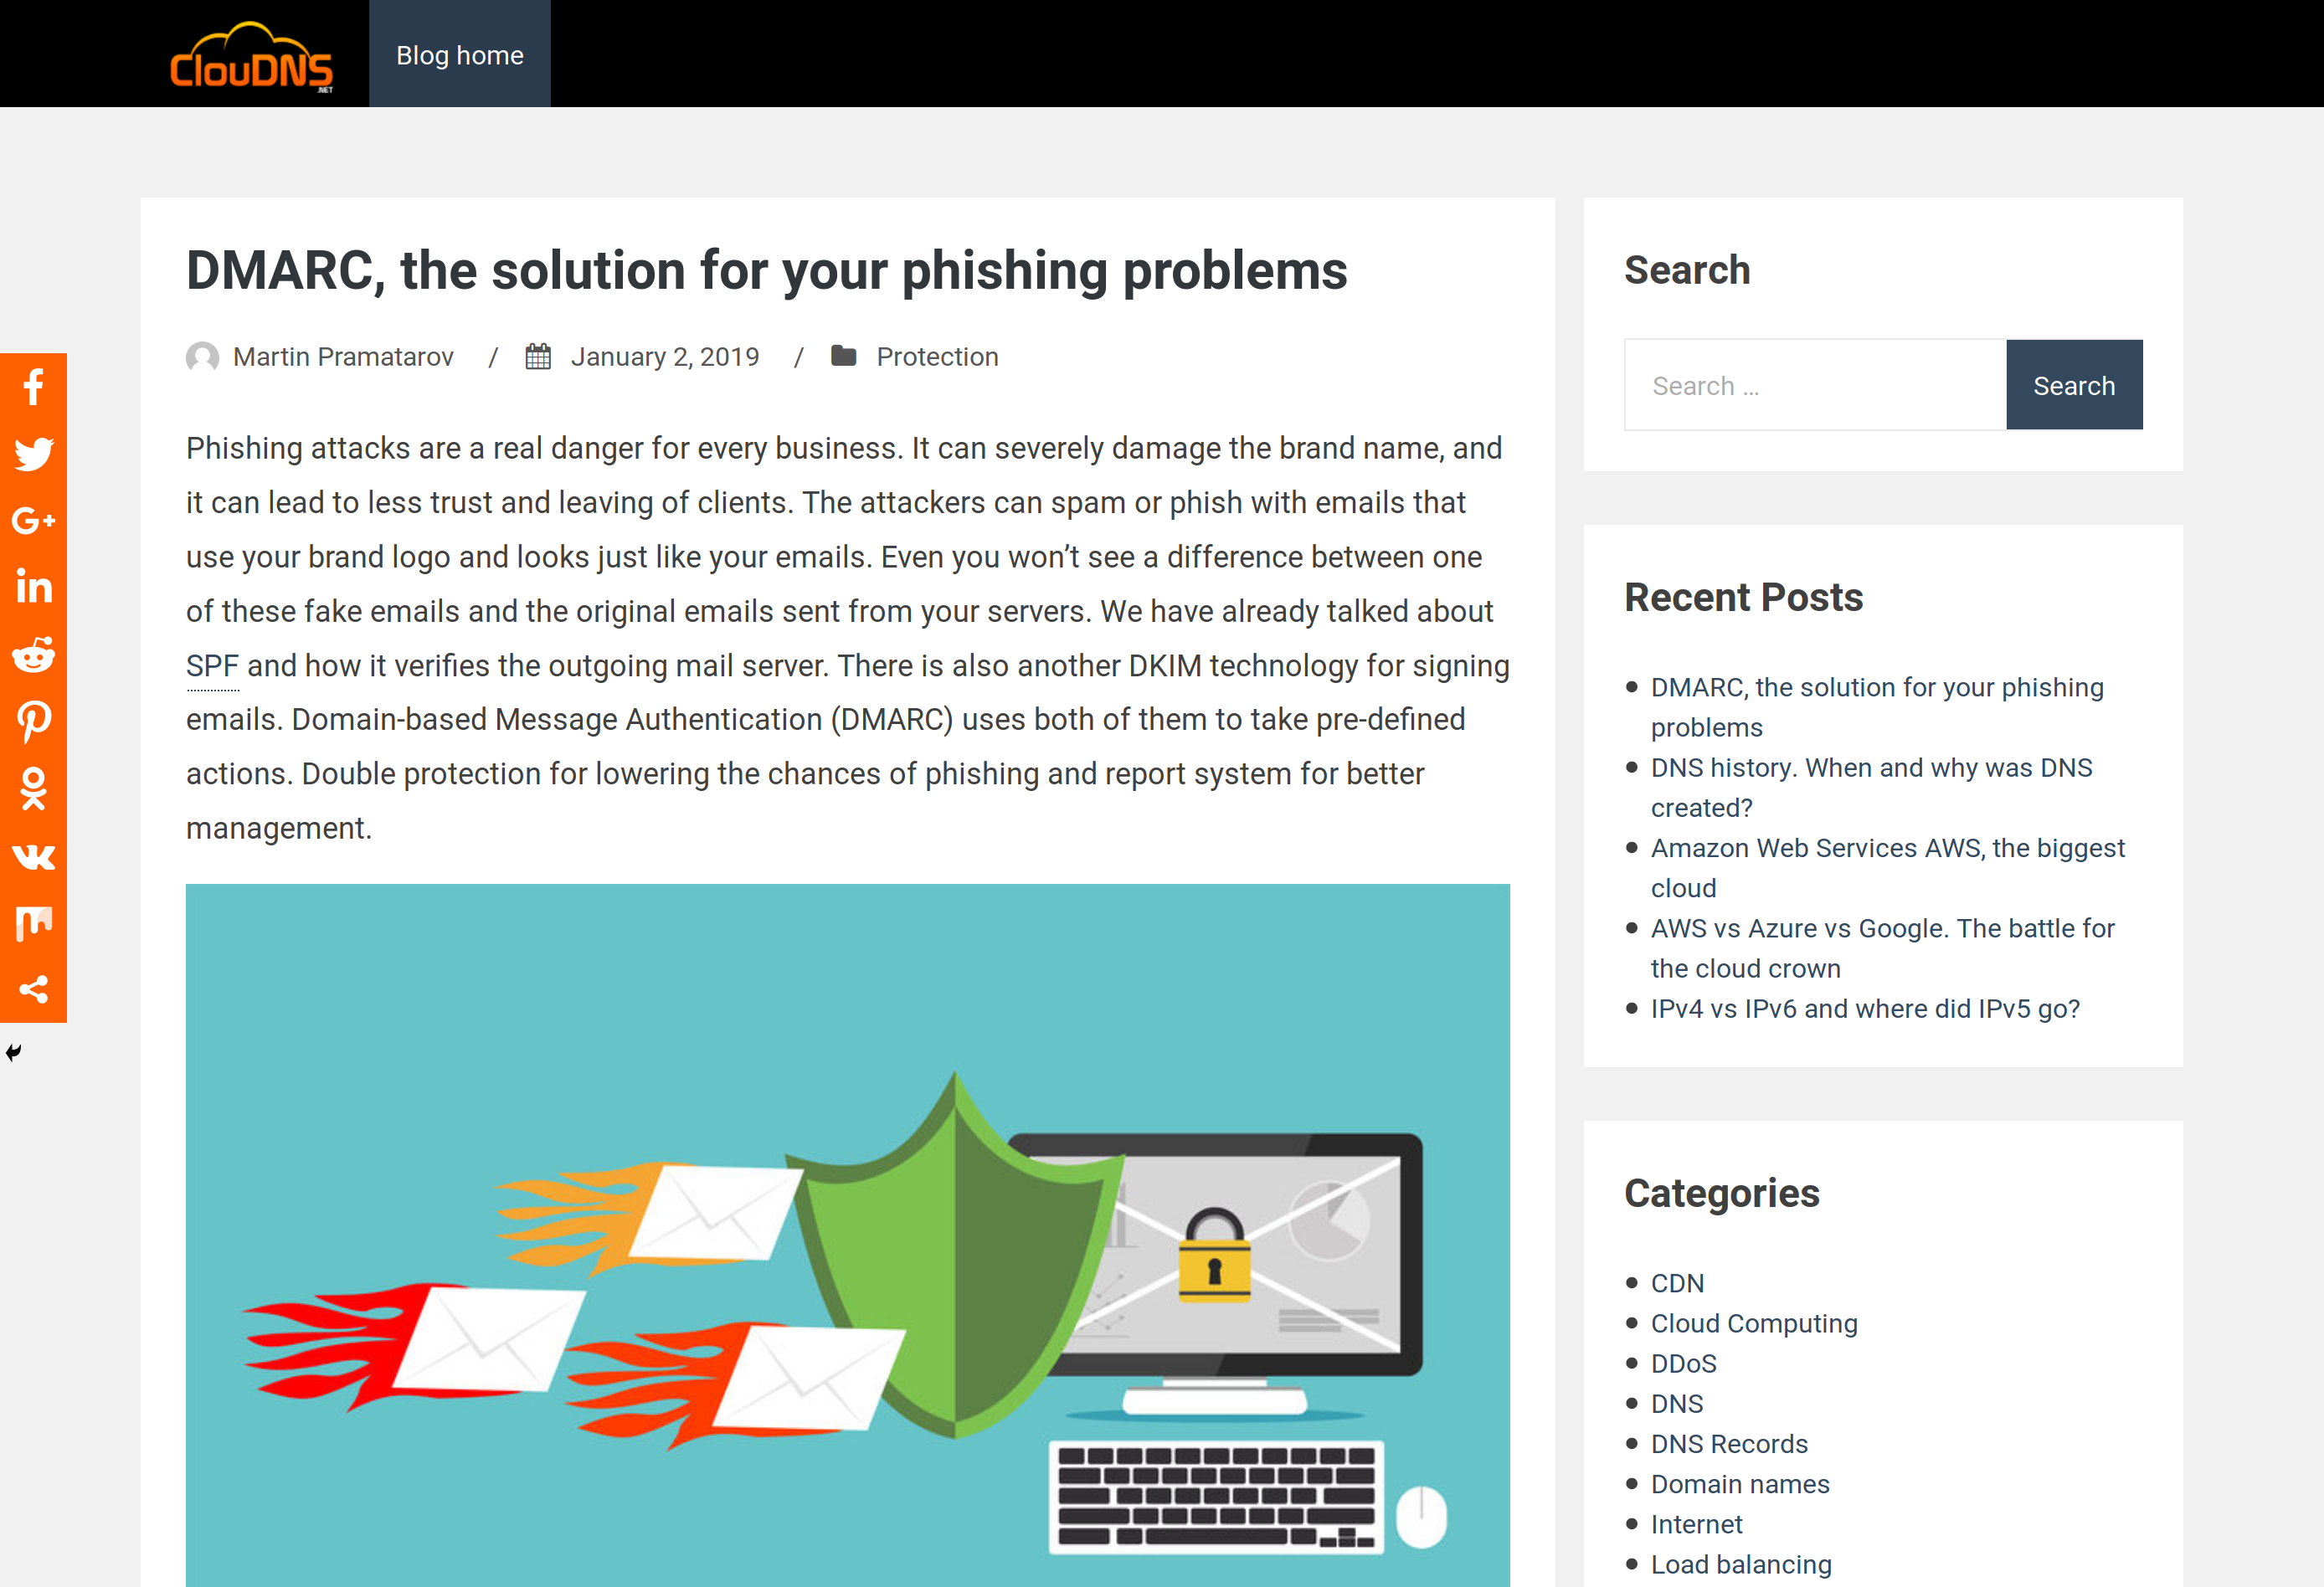 ClouDNS
.NET
Blog home
DMARC, the solution for your phishing problems
Martin Pramatarov / January 2, 2019 / Protection
Phishing attacks are a real danger for every business. It can severely damage the brand name, and
it can lead to less trust and leaving of clients. The attackers can spam or phish with emails that
use your brand logo and looks just like your emails. Even you won’t see a difference between one
of these fake emails and the original emails sent from your servers. We have already talked about
SPF and how it verifies the outgoing mail server. There is also another DKIM technology for signing
emails. Domain-based Message Authentication (DMARC) uses both of them to take pre-defined
actions. Double protection for lowering the chances of phishing and report system for better
management.
Search
Search ...
Search
Recent Posts
DMARC, the solution for your phishing
problems
DNS history. When and why was DNS
created?
Amazon Web Services AWS, the biggest
cloud
AWS vs Azure vs Google. The battle for
the cloud crown
IPv4 vs IPv6 and where did IPv5 go?
Categories
CDN
Cloud Computing
DDoS
DNS
DNS Records
Domain names
Internet
Load balancing